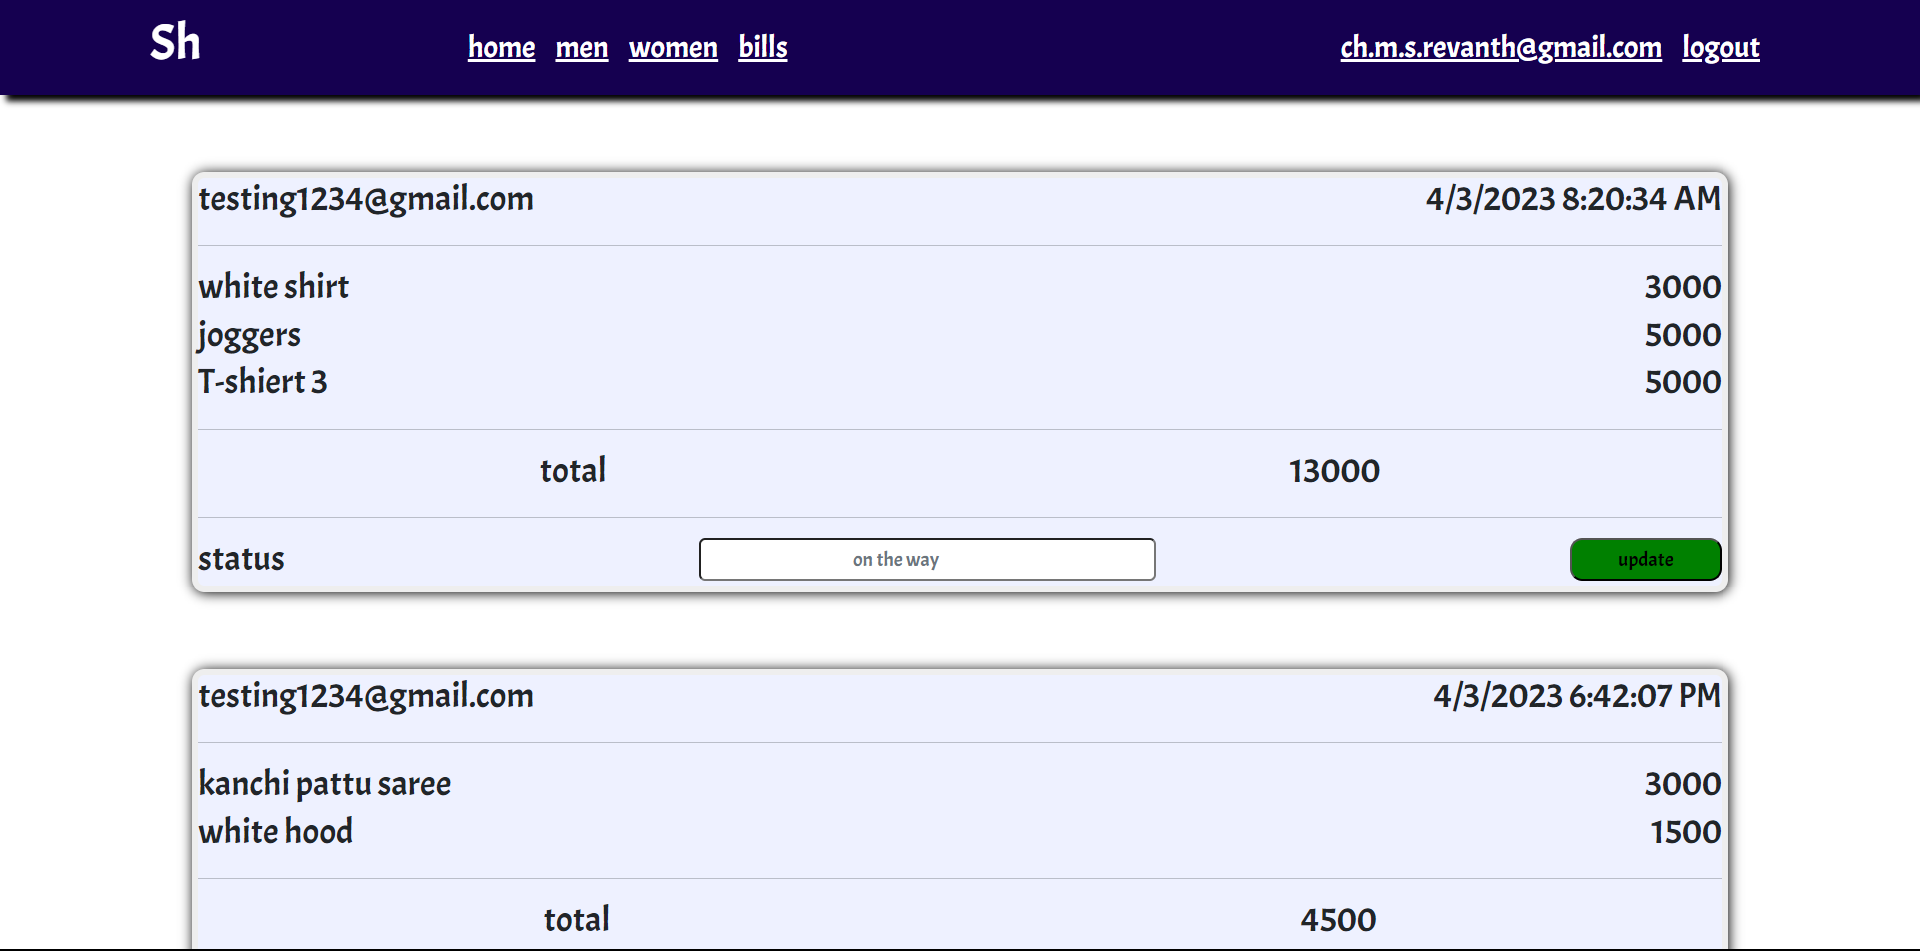 Sh home men women bills ch.m.s.revanth@gmail.com logout
testing1234@gmail.com 4/3/2023 8:20:34 AM
white shirt 3000
joggers 5000
T-shiert 3 5000
total 13000
status on the way update
testing1234@gmail.com 4/3/2023 6:42:07 PM
kanchi pattu saree 3000
white hood 1500
total 4500